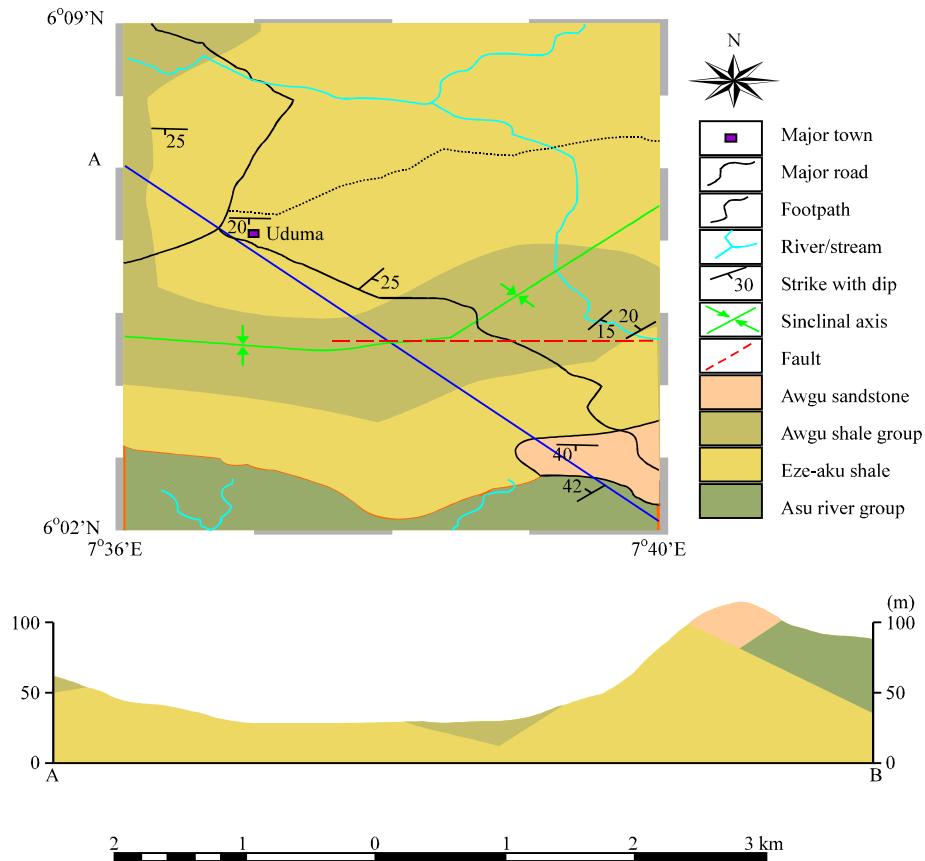 6°09’N
N
Major town
25
Major road
A
Footpath
20
Uduma
River/stream
25
Strike with dip
30
20
15
Sinclinal axis
Fault
Awgu sandstone
Awgu shale group
40
Eze-aku shale
42
Asu river group
6°02’N
7°36’E
7°40’E
(m)
100
100
50
50
0
0
A
B
2
1
0
1
2
3 km